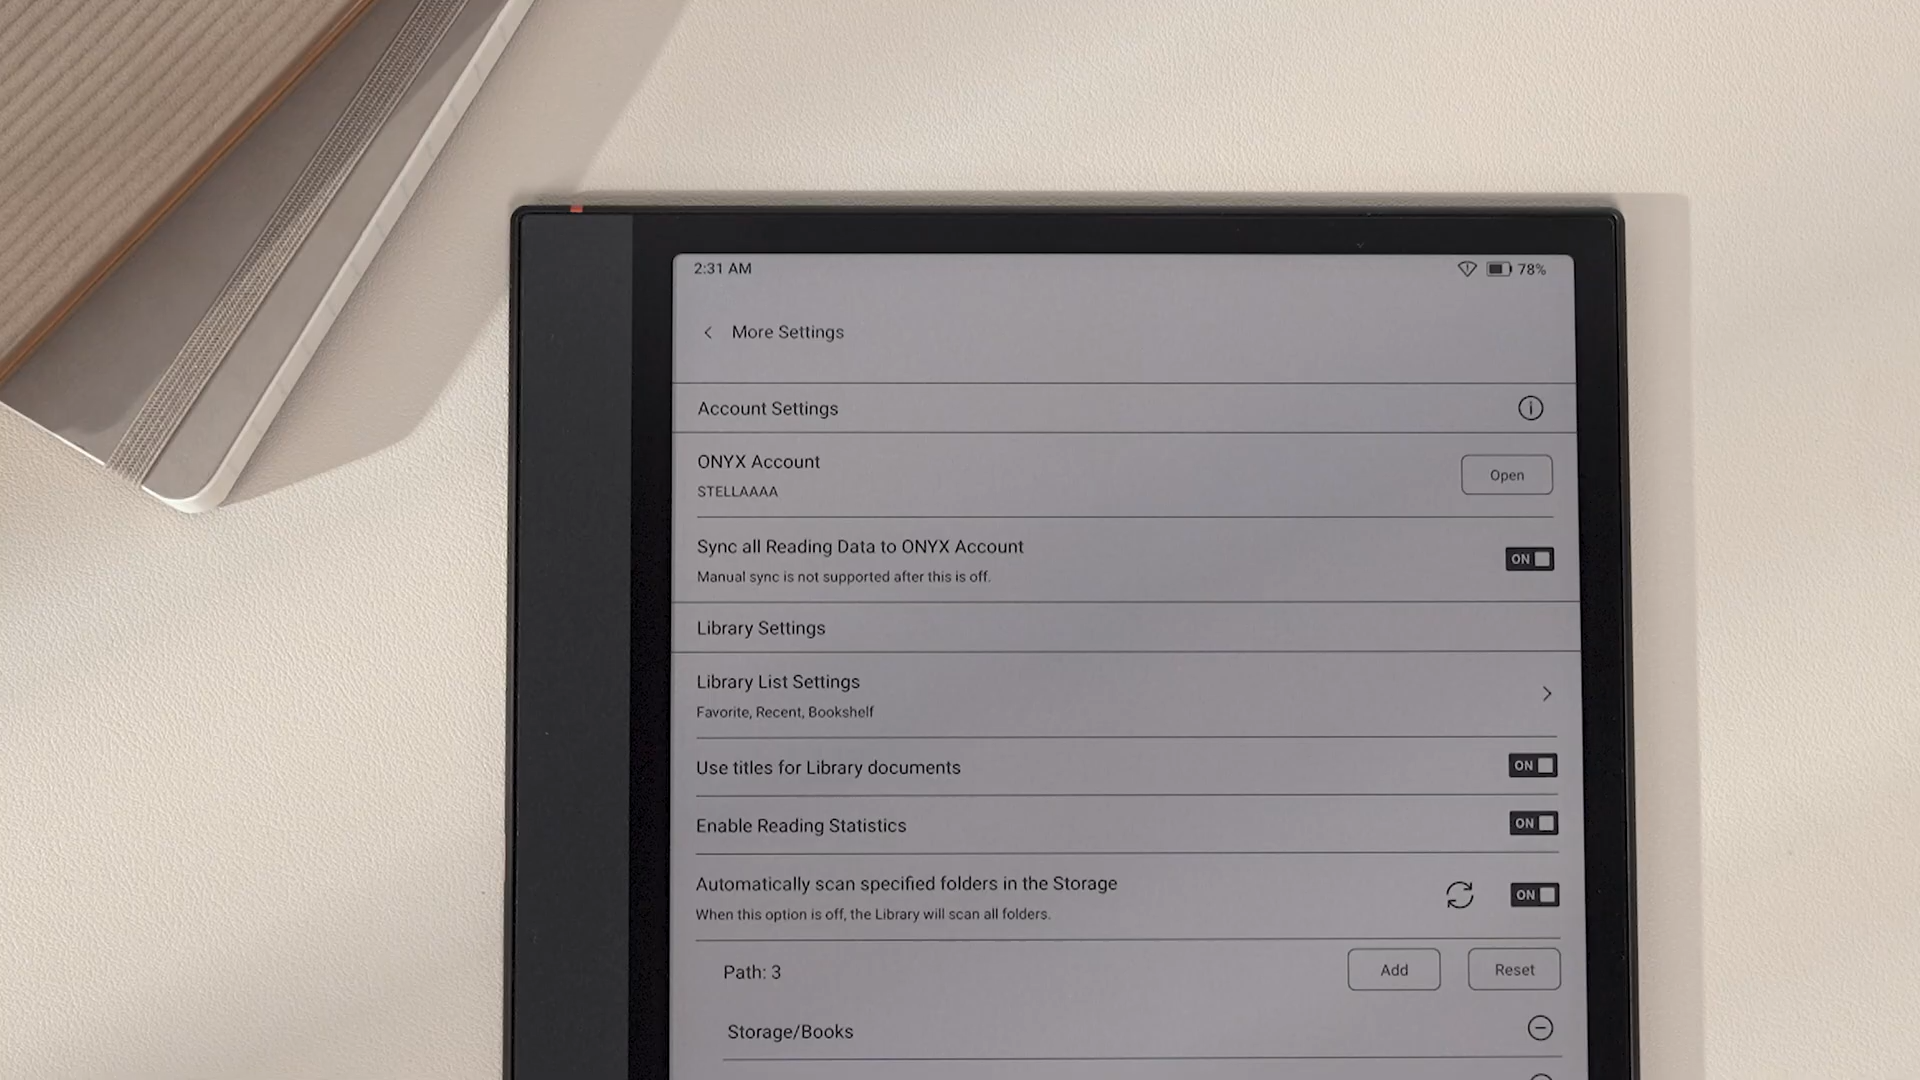 2:31 AM 78%
More Settings
Account Settings
ONYX Account
STELLAAAA
Open
Sync all Reading Data to ONYX Account
Manual sync is not supported after this is off.
ON
Library Settings
Library List Settings
Favorite, Recent, Bookshelf
Use titles for Library documents ON
Enable Reading Statistics ON
Automatically scan specified folders in the Storage
When this option is off, the Library will scan all folders.
ON
Path: 3 Add Reset
Storage/Books